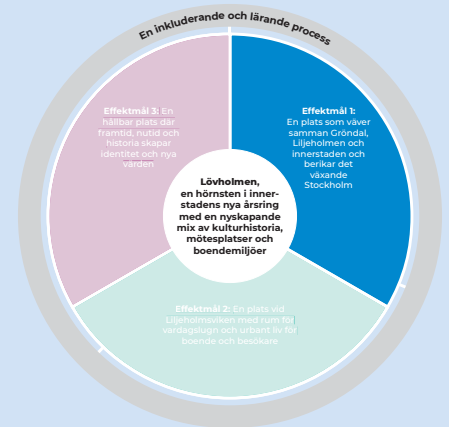 En inkluderande och lärande process
Effektmål 3: En
hållbar plats där
framtid, nutid och
historia skapar
identitet och nya
värden
Effektmål 1:
En plats som väver
samman Gröndal,
Liljeholmen och
innerstaden och
berikar det
växande
Stockholm
Lövholmen,
en hörnsten i inner-
stadens nya årsring
med en nyskapande
mix av kulturhistoria,
mötesplatser och
boendemiljöer
Effektmål 2: En plats vid
Liljeholmsviken med rum för
vardagslugn och urbant liv för
boende och besökare